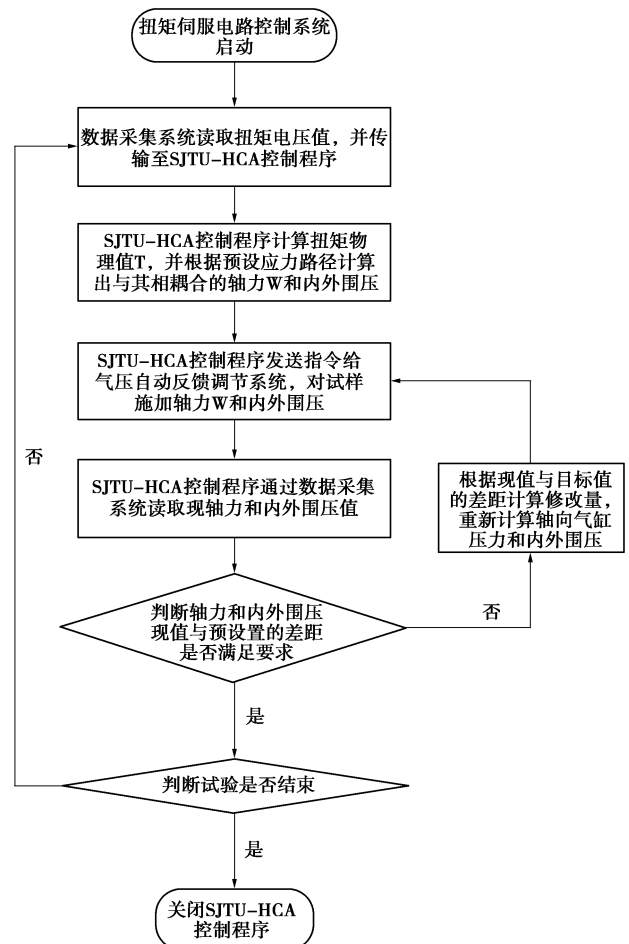 扭矩伺服电路控制系统
启动
数据采集系统读取扭矩电压值，并传
输至SJTU-HCA控制程序
SJTU-HCA控制程序计算扭矩物
理值T，并根据预设应力路径计算
出与其相耦合的轴力W和内外围压
SJTU-HCA控制程序发送指令给
气压自动反馈调节系统，对试样
施加轴力W和内外围压
否
SJTU-HCA控制程序通过数据采集
系统读取现轴力和内外围压值
根据现值与目标值
的差距计算修改量，
重新计算轴向气缸
压力和内外围压
判断轴力和内外围压
现值与预设置的差距
是否满足要求
否
是
判断试验是否结束
是
关闭SJTU-HCA
控制程序